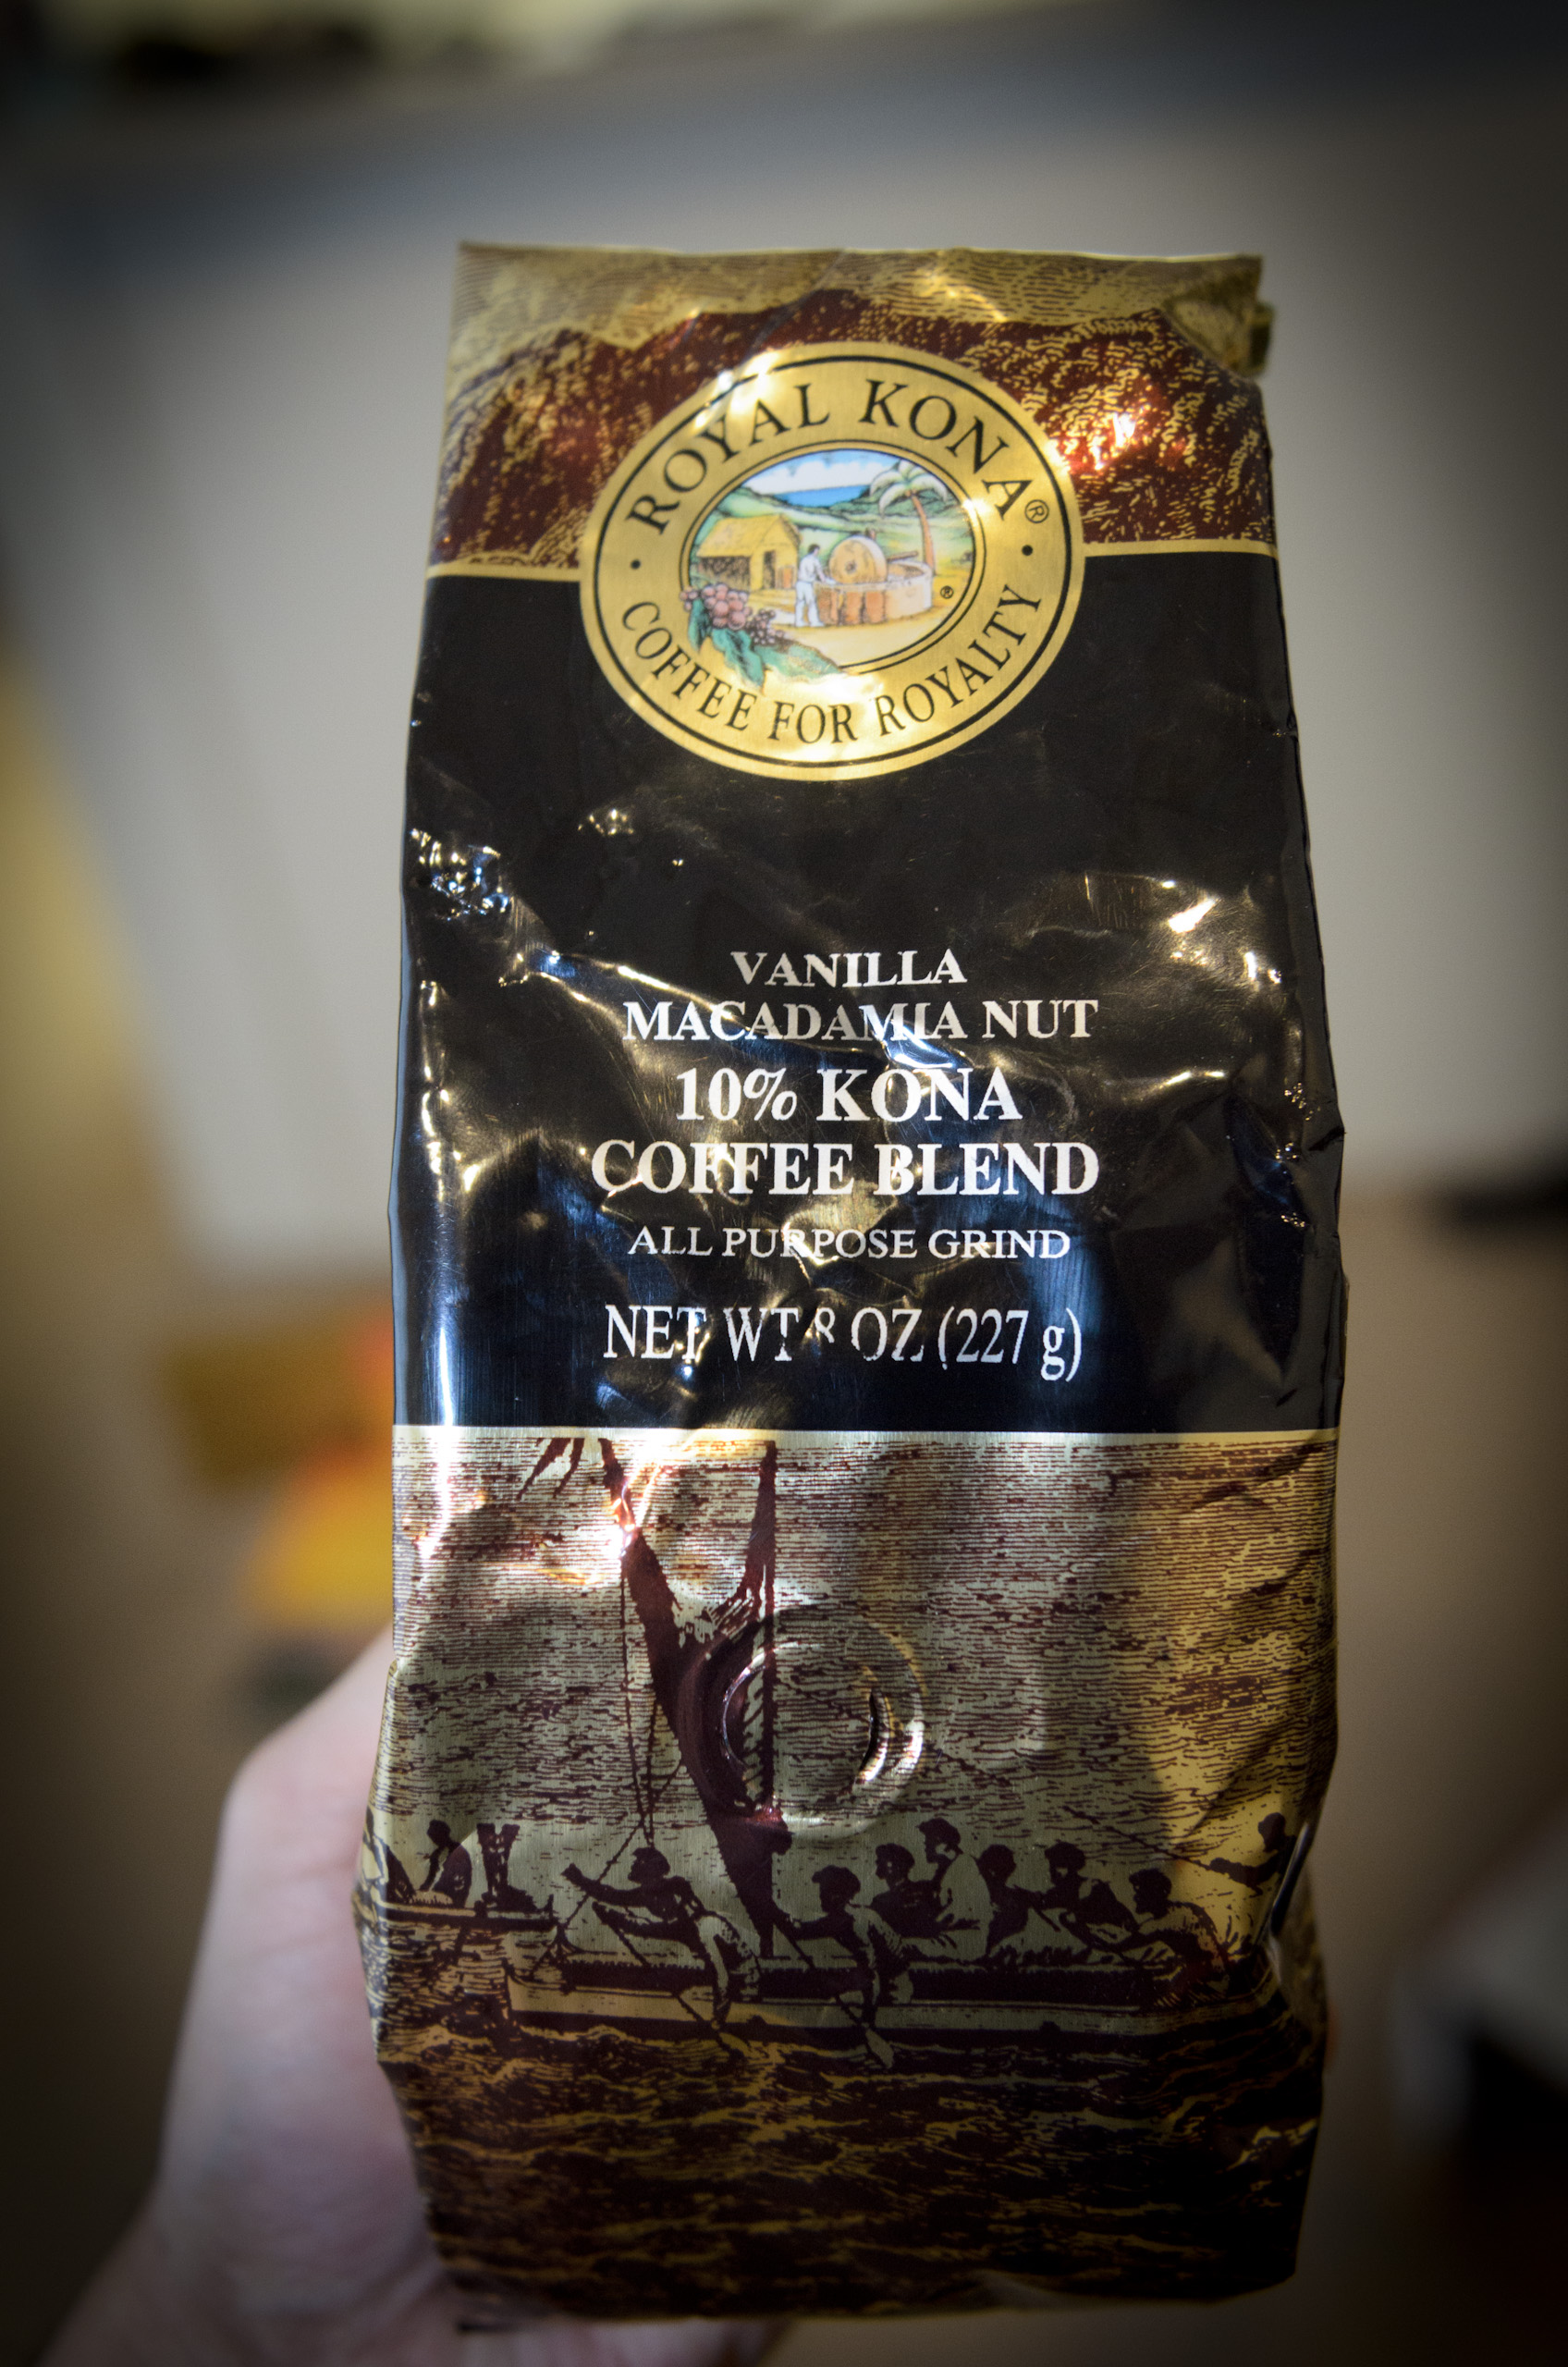 ROYAL KONA®
COFFEE FOR ROYALTY
®
VANILLA
MACADAMIA NUT
10% KONA
COFFEE BLEND
ALL PURPOSE GRIND
NET WT 8 OZ (227 g)